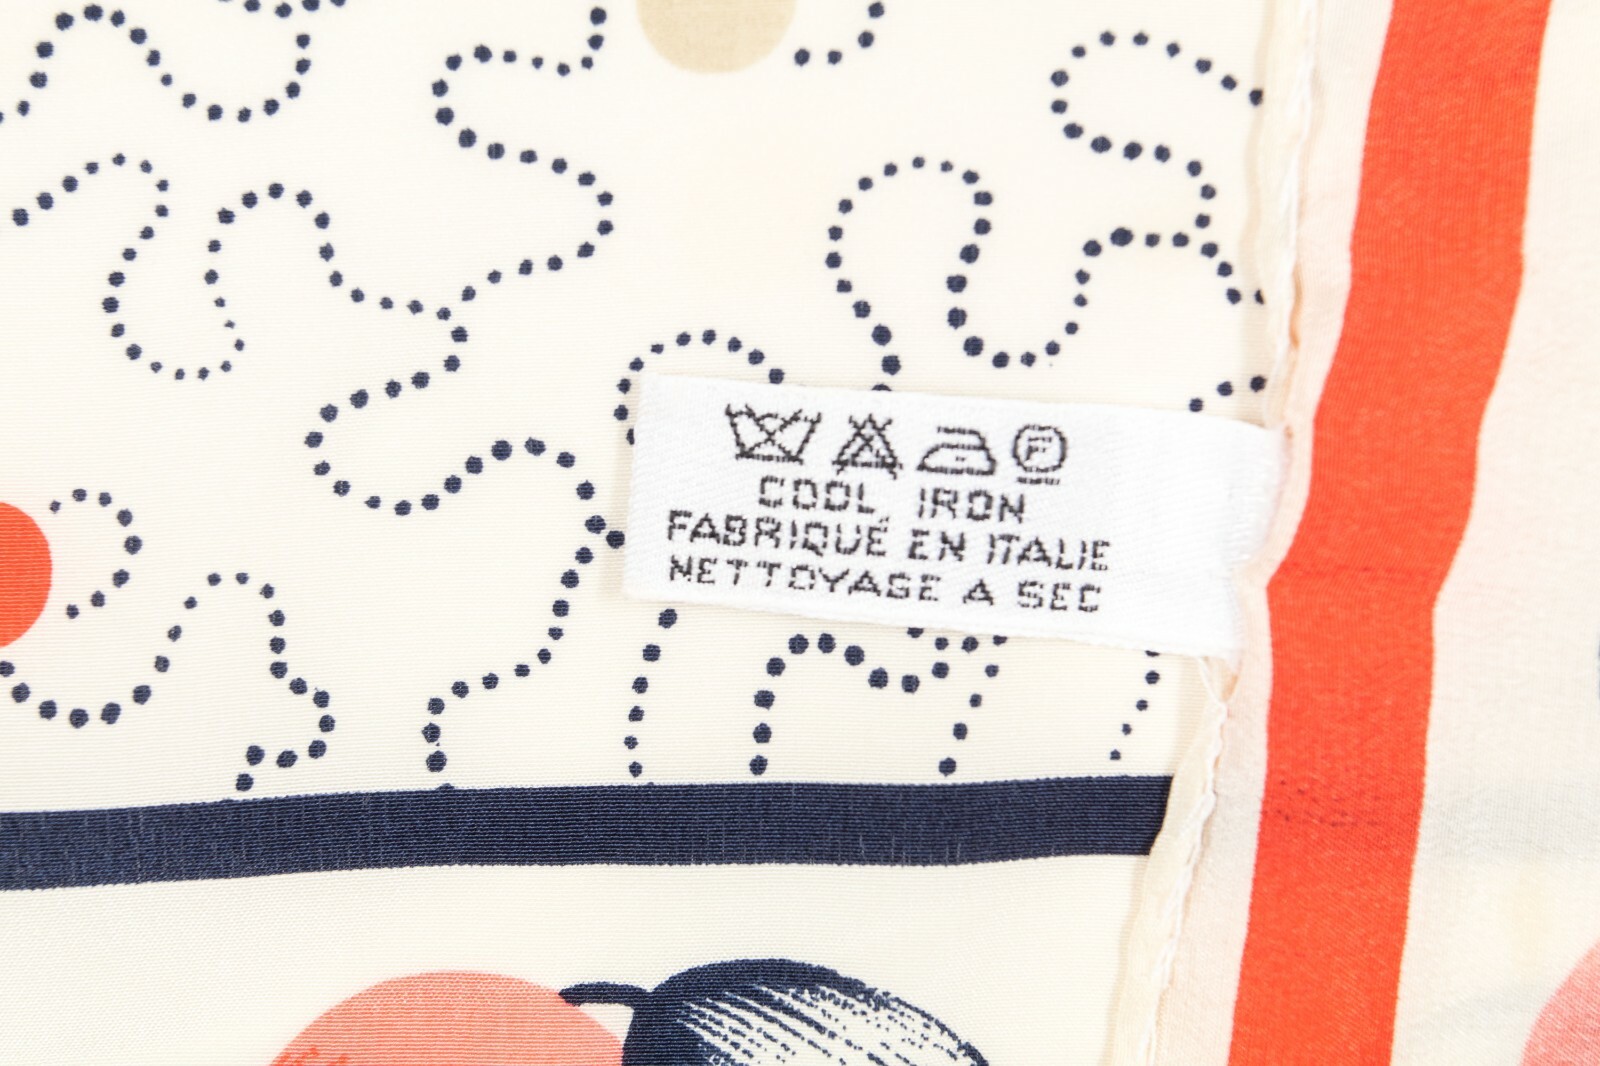 F
COOL IRON
FABRIQUÉ EN ITALIE
NETTOYAGE A SEC